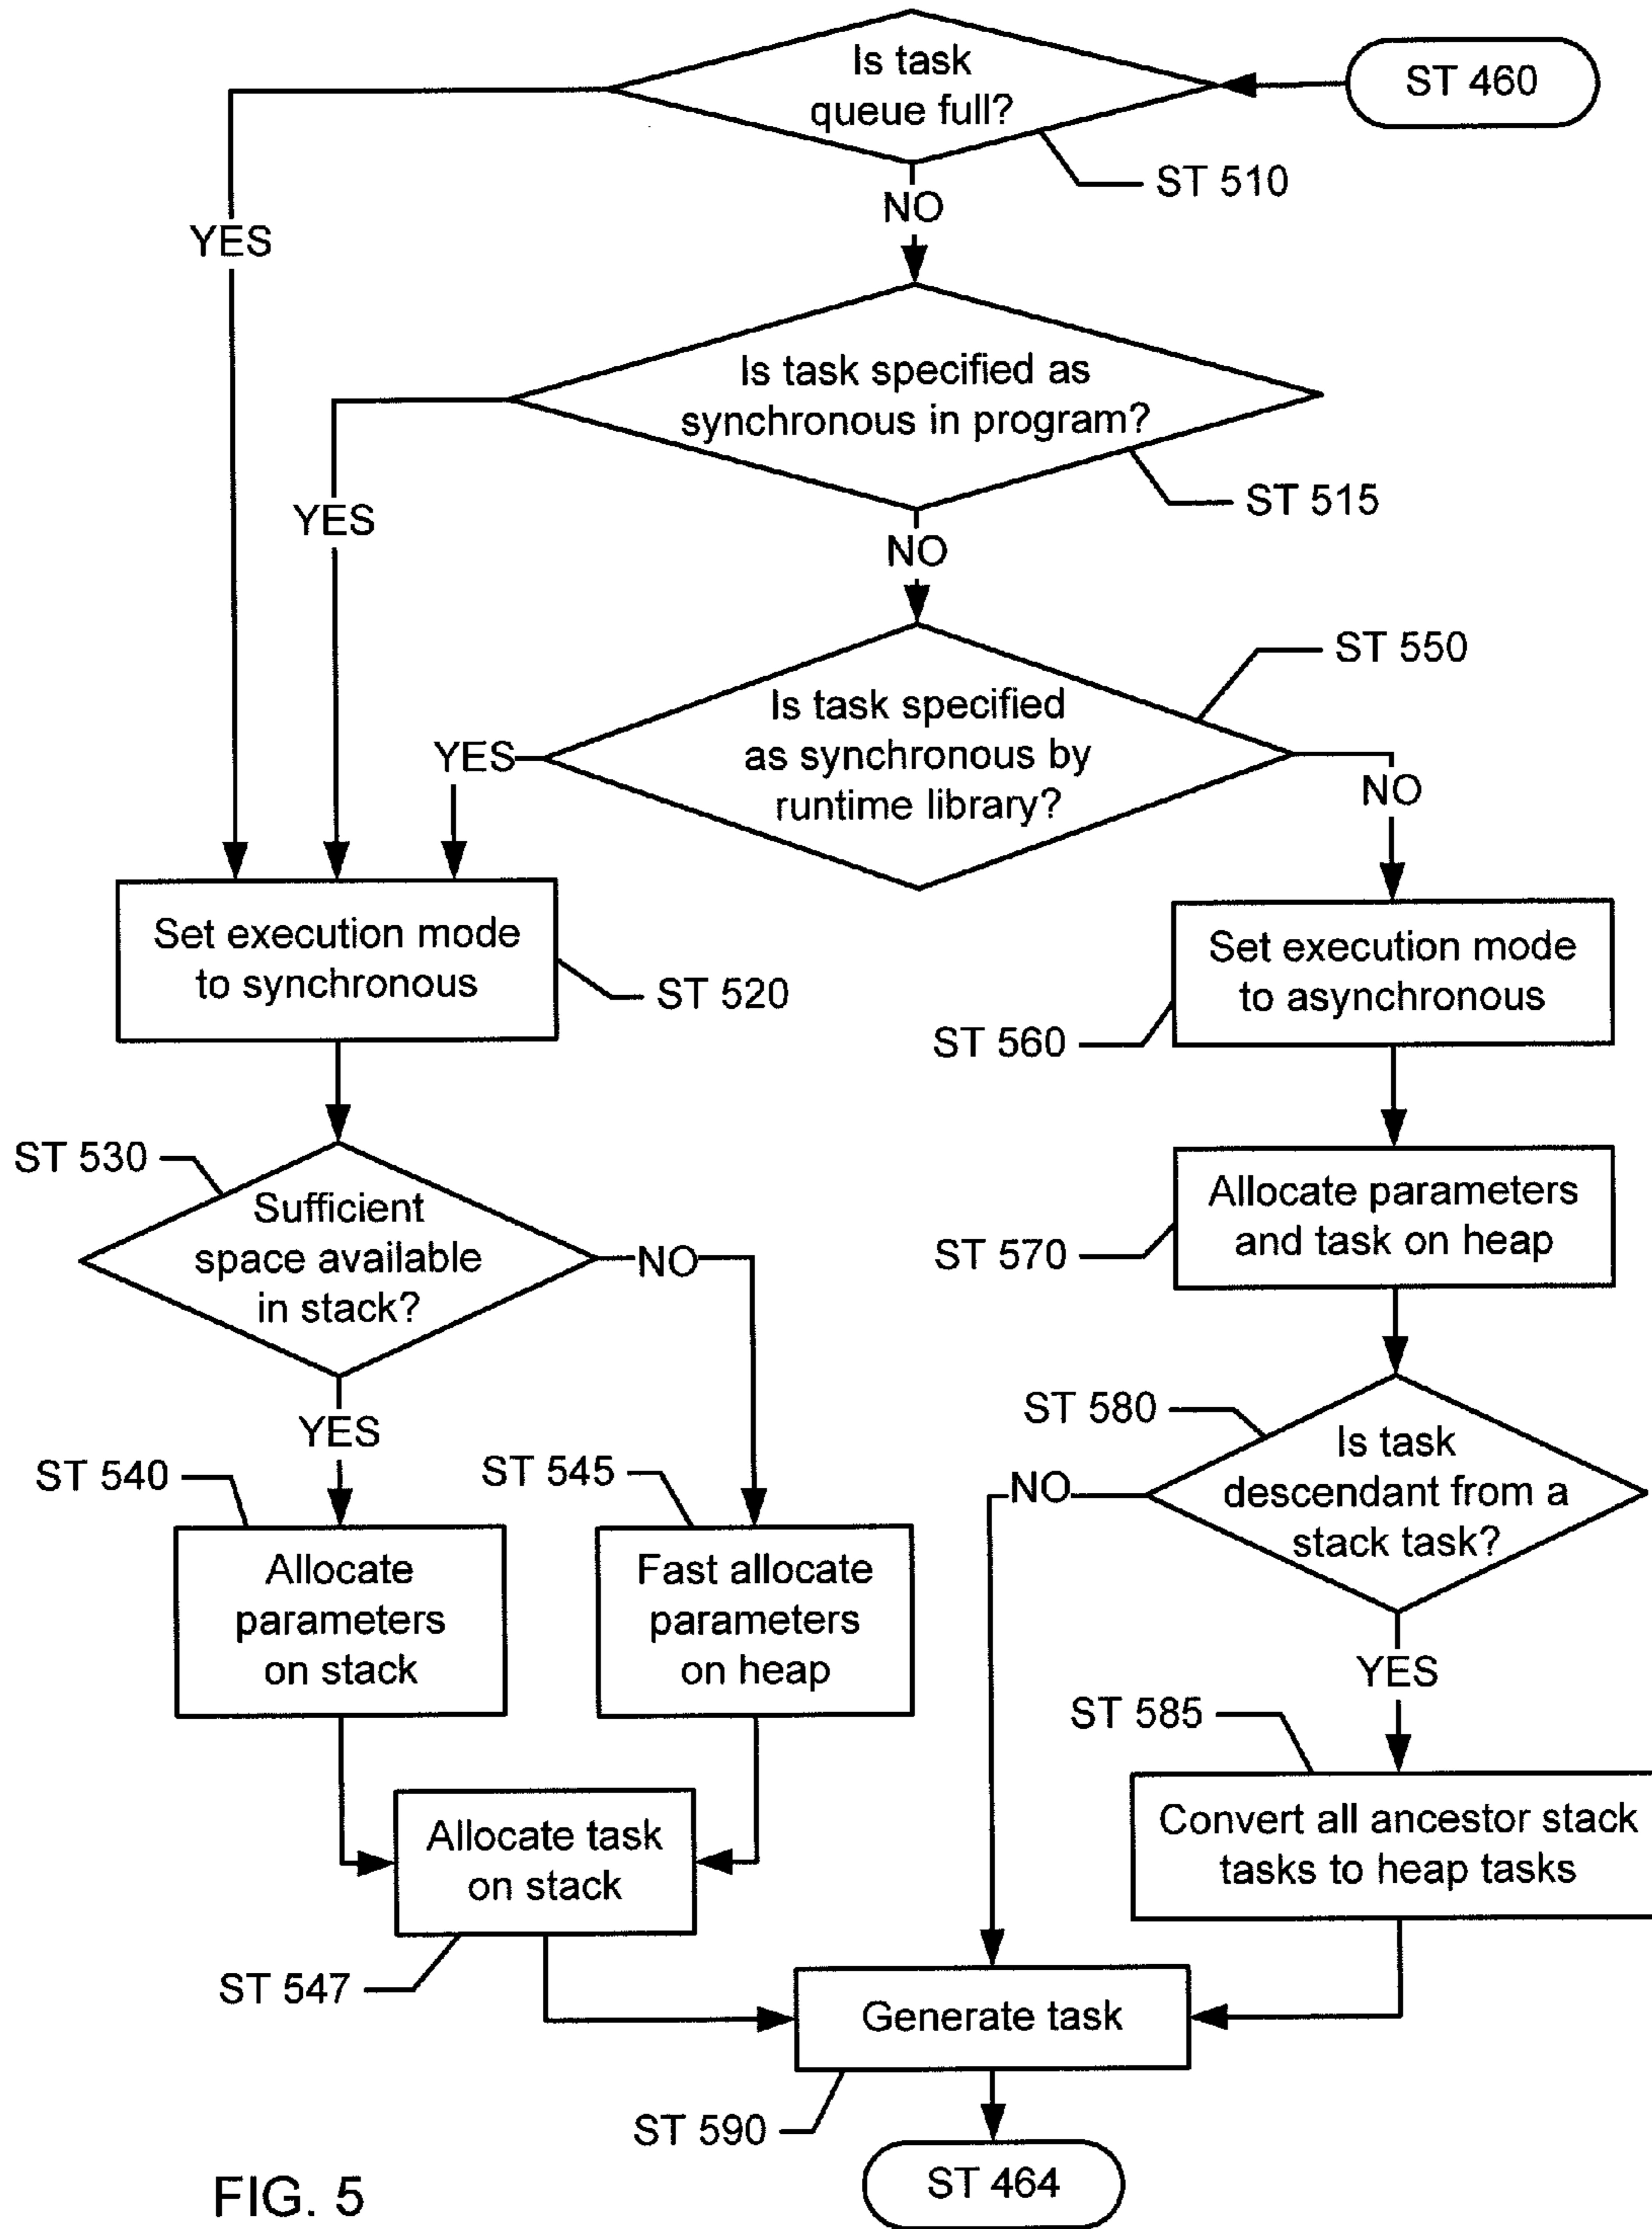 Is task
queue full?
ST 460
ST 510
NO
YES
Is task specified as
synchronous in program?
ST 515
YES
NO
ST 550
Is task specified
as synchronous by
runtime library?
YES
NO
Set execution mode
to synchronous
ST 520
Set execution mode
to asynchronous
ST 560
ST 530
Sufficient
space available
in stack?
NO
YES
Allocate parameters
and task on heap
ST 570
ST 580
Is task
descendant from a
stack task?
NO
YES
ST 540
Allocate
parameters
on stack
ST 545
Fast allocate
parameters
on heap
ST 585
Convert all ancestor stack
tasks to heap tasks
Allocate task
on stack
ST 547
Generate task
ST 590
ST 464
FIG. 5